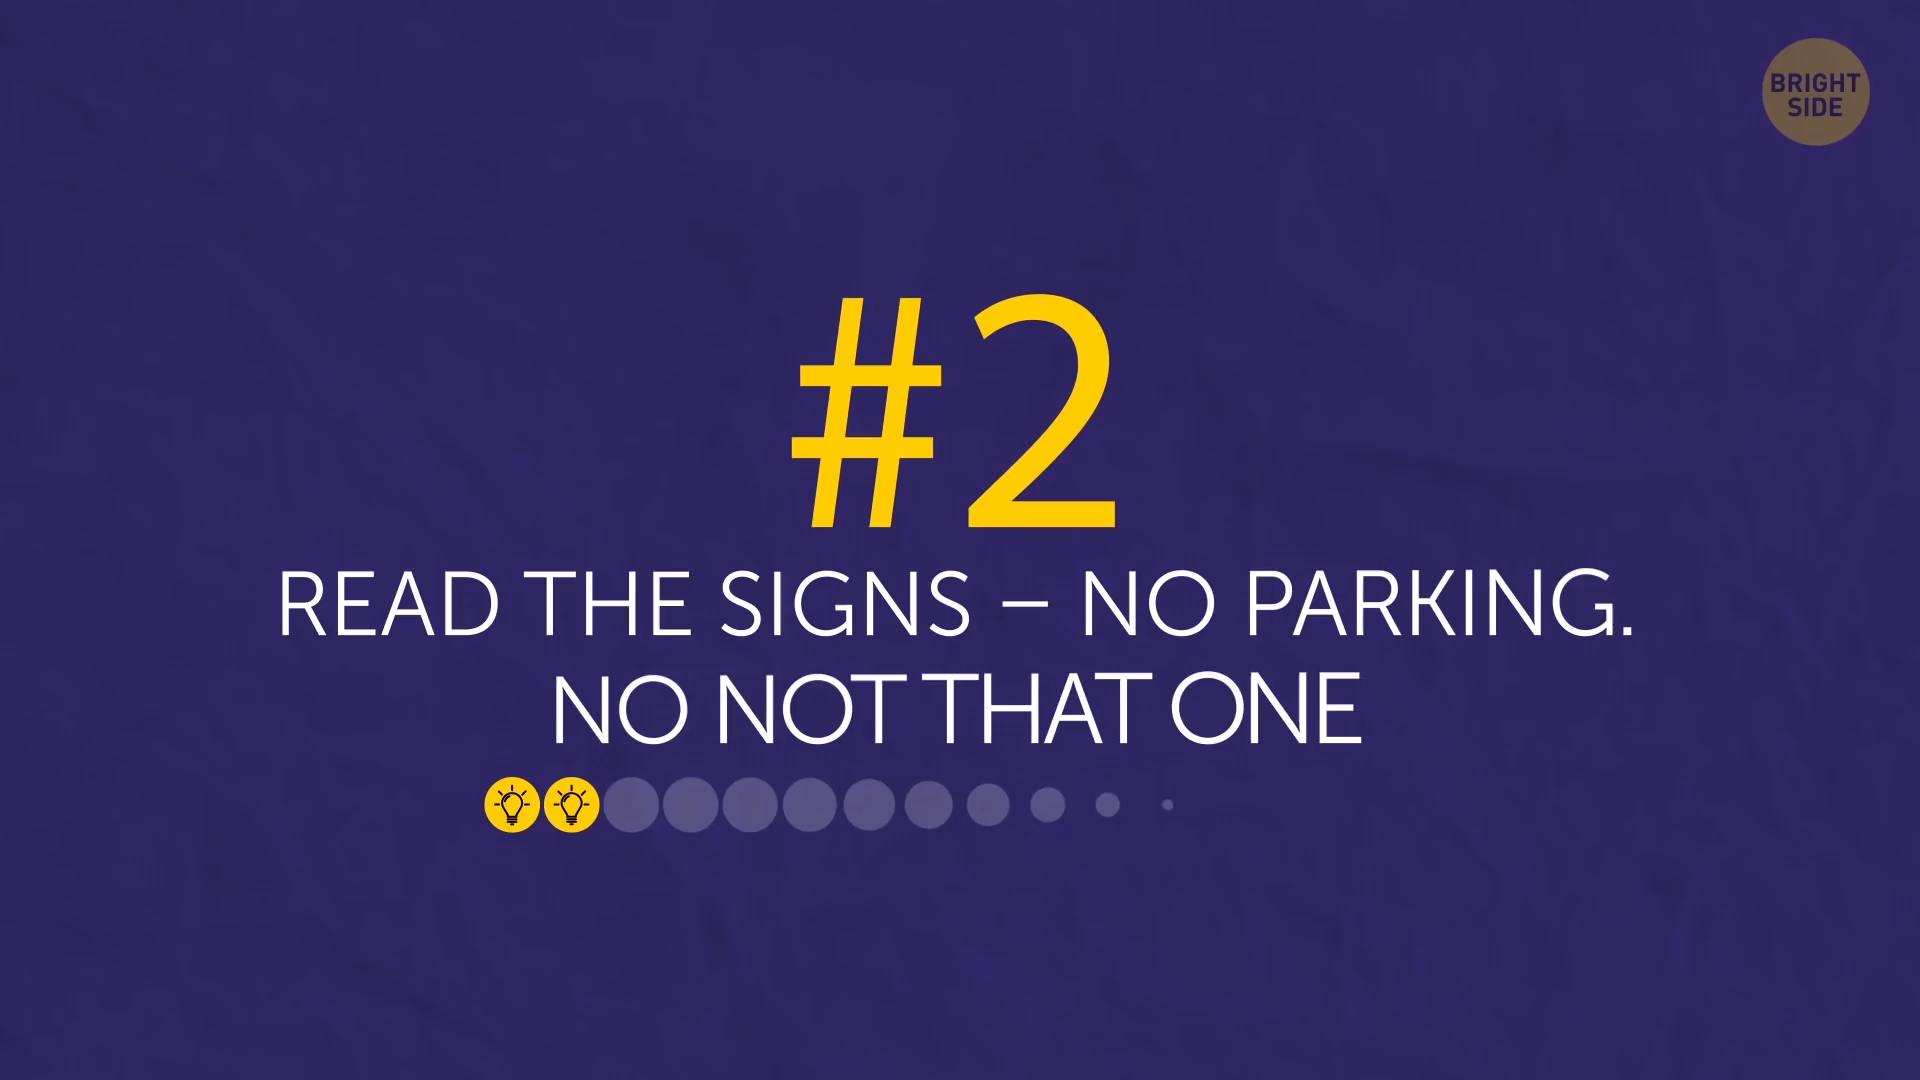 BRIGHT
SIDE
#2
READ THE SIGNS – NO PARKING.
NO NOT THAT ONE